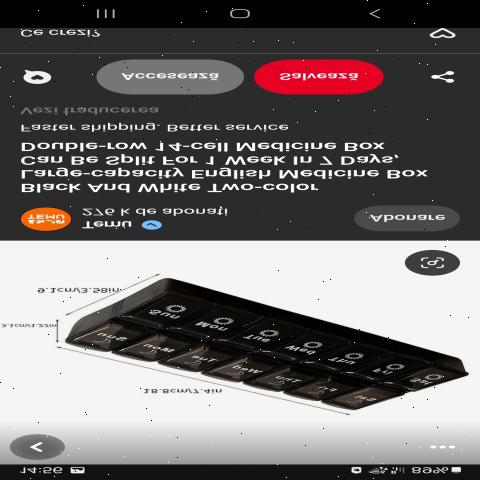 14:56 89%
18.8cm/7.4in
Sun Mon Tue Wed Thu Fri Sat
3.1cm/1.22in
Sun Mon Tue Wed Thu Fri Sat
9.1cm/3.58in
TEMU
Temu
276 k de abonați
Abonare
Black And White Two-color
Large-capacity English Medicine Box
Can Be Split For 1 Week In 7 Days,
Double-row 14-cell Medicine Box
Faster shipping. Better service
Vezi traducerea
Accesează
Salvează
Ce crezi?